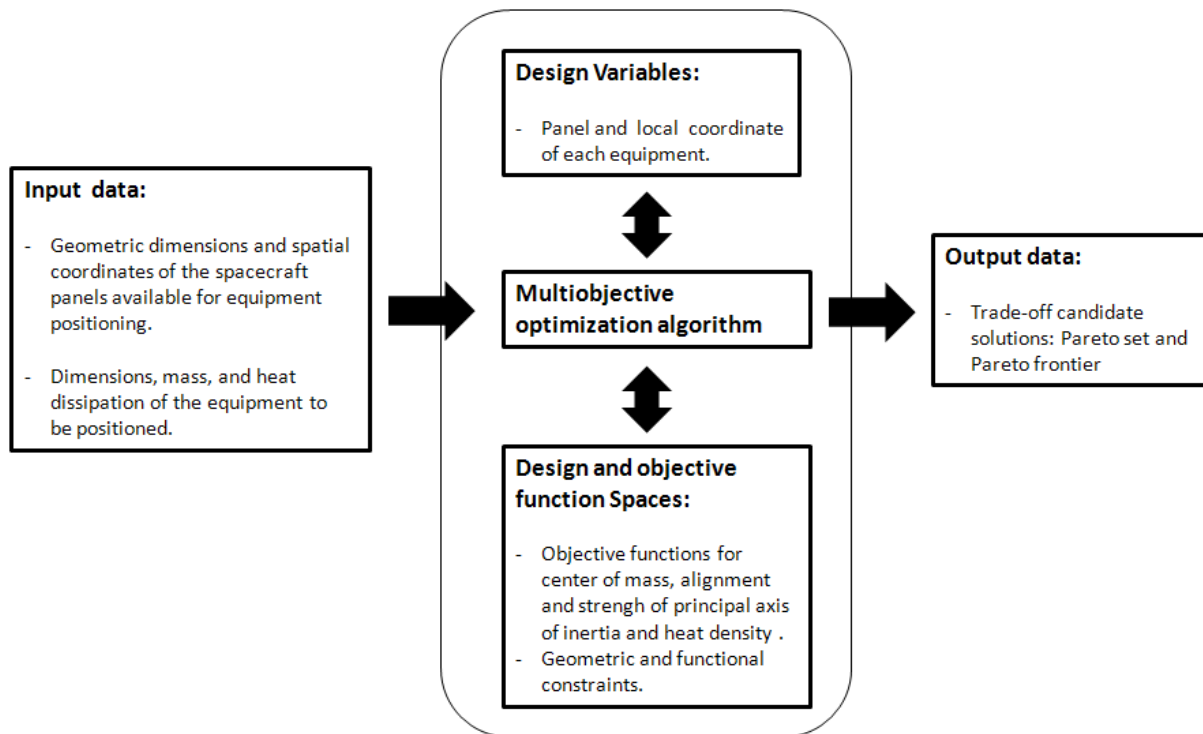 Input data:
- Geometric dimensions and spatial
coordinates of the spacecraft
panels available for equipment
positioning.
- Dimensions, mass, and heat
dissipation of the equipment to
be positioned.
Design Variables:
- Panel and local coordinate
of each equipment.
Multiobjective
optimization algorithm
Design and objective
function Spaces:
- Objective functions for
center of mass, alignment
and strengh of principal axis
of inertia and heat density .
- Geometric and functional
constraints.
Output data:
- Trade-off candidate
solutions: Pareto set and
Pareto frontier